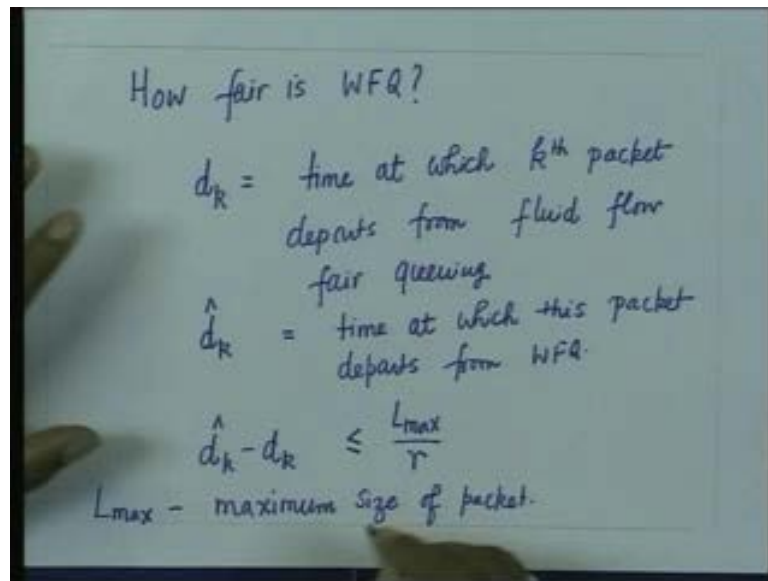 How fair is WFQ?
d_k = time at which kth packet
departs from fluid flow
fair queuing
d̂_k = time at which this packet
departs from WFQ.
d̂_k - d_k ≤ L_max / r
L_max - maximum size of packet.